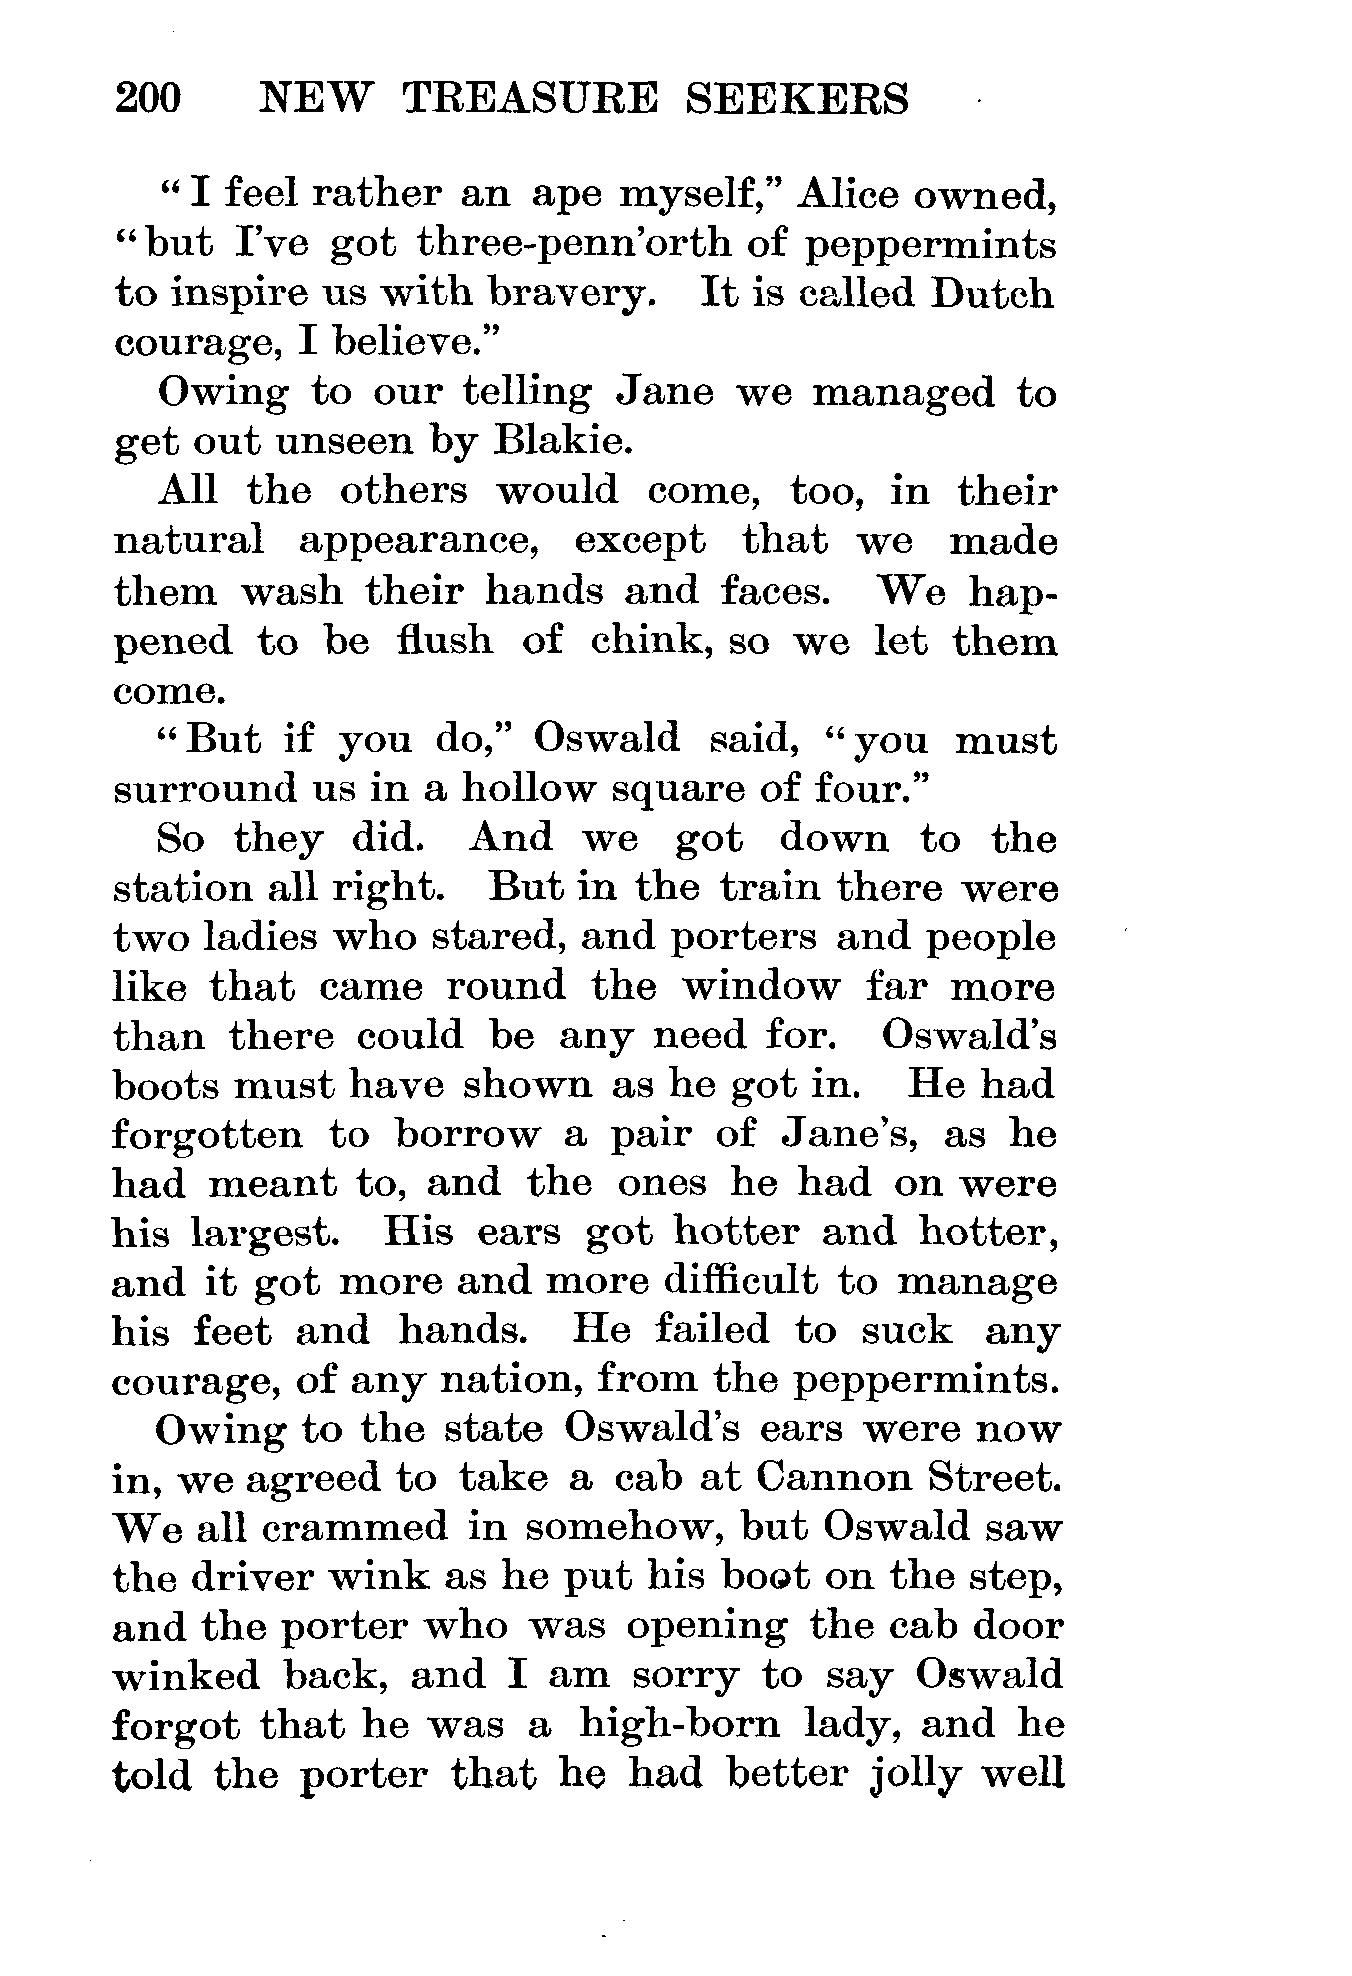 200 NEW TREASURE SEEKERS
"I feel rather an ape myself," Alice owned,
"but I've got three-penn'orth of peppermints
to inspire us with bravery. It is called Dutch
courage, I believe."
Owing to our telling Jane we managed to
get out unseen by Blakie.
All the others would come, too, in their
natural appearance, except that we made
them wash their hands and faces. We hap-
pened to be flush of chink, so we let them
come.
"But if you do," Oswald said, "you must
surround us in a hollow square of four."
So they did. And we got down to the
station all right. But in the train there were
two ladies who stared, and porters and people
like that came round the window far more
than there could be any need for. Oswald's
boots must have shown as he got in. He had
forgotten to borrow a pair of Jane's, as he
had meant to, and the ones he had on were
his largest. His ears got hotter and hotter,
and it got more and more difficult to manage
his feet and hands. He failed to suck any
courage, of any nation, from the peppermints.
Owing to the state Oswald's ears were now
in, we agreed to take a cab at Cannon Street.
We all crammed in somehow, but Oswald saw
the driver wink as he put his boot on the step,
and the porter who was opening the cab door
winked back, and I am sorry to say Oswald
forgot that he was a high-born lady, and he
told the porter that he had better jolly well